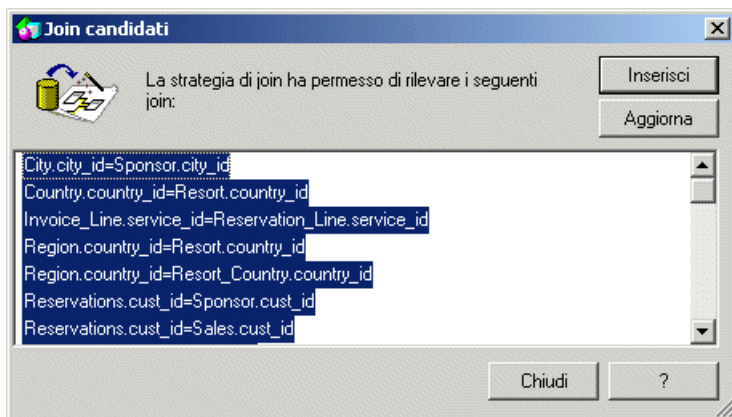 Join candidati
La strategia di join ha permesso di rilevare i seguenti
join:
Inserisci
Aggiorna
City.city_id=Sponsor.city_id
Country.country_id=Resort.country_id
Invoice_Line.service_id=Reservation_Line.service_id
Region.country_id=Resort.country_id
Region.country_id=Resort_Country.country_id
Reservations.cust_id=Sponsor.cust_id
Reservations.cust_id=Sales.cust_id
Chiudi
?